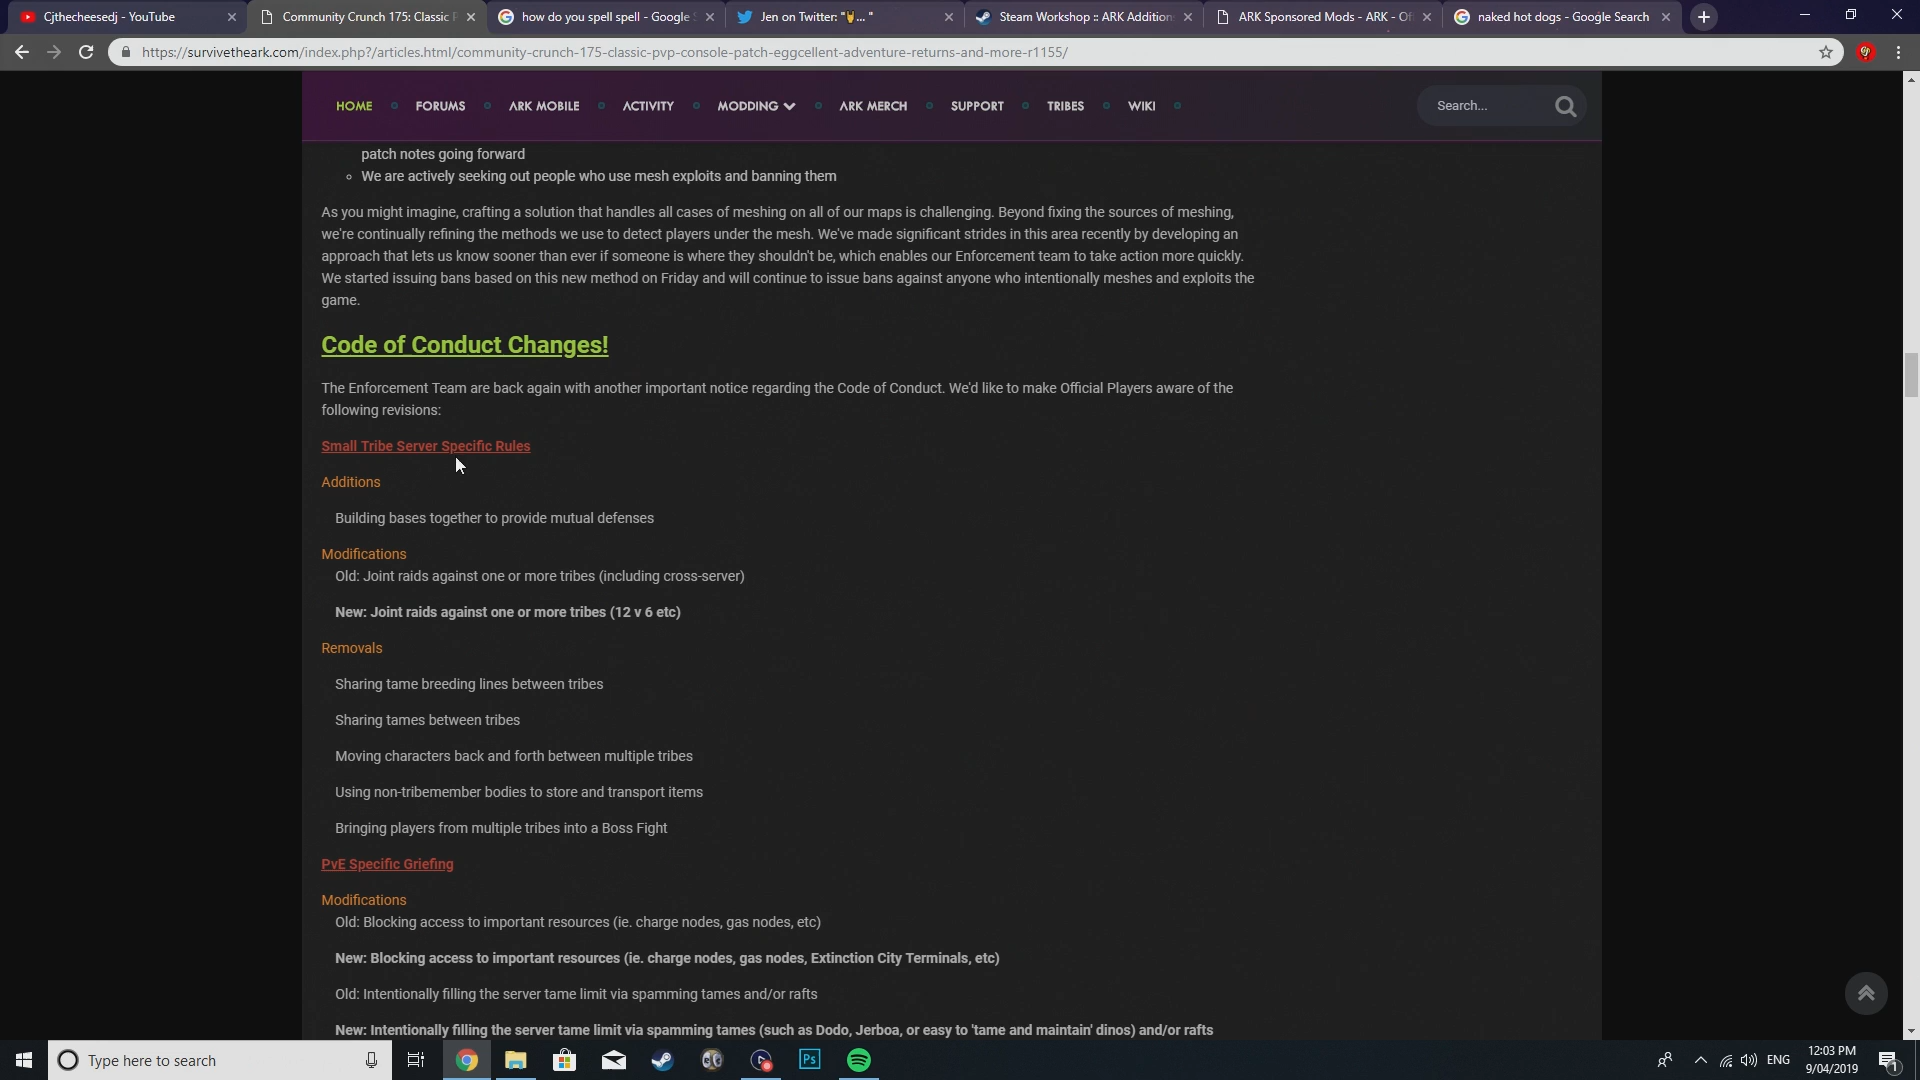 Cjthecheesedj - YouTube
Community Crunch 175: Classic P
how do you spell spell - Google S
Jen on Twitter: " ... "
Steam Workshop :: ARK Addition
ARK Sponsored Mods - ARK - Of
naked hot dogs - Google Search
https://survivetheark.com/index.php?/articles.html/community-crunch-175-classic-pvp-console-patch-eggcellent-adventure-returns-and-more-r1155/
HOME FORUMS ARK MOBILE ACTIVITY MODDING ARK MERCH SUPPORT TRIBES WIKI
Search...
patch notes going forward
We are actively seeking out people who use mesh exploits and banning them
As you might imagine, crafting a solution that handles all cases of meshing on all of our maps is challenging. Beyond fixing the sources of meshing,
we're continually refining the methods we use to detect players under the mesh. We've made significant strides in this area recently by developing an
approach that lets us know sooner than ever if someone is where they shouldn't be, which enables our Enforcement team to take action more quickly.
We started issuing bans based on this new method on Friday and will continue to issue bans against anyone who intentionally meshes and exploits the
game.
Code of Conduct Changes!
The Enforcement Team are back again with another important notice regarding the Code of Conduct. We'd like to make Official Players aware of the
following revisions:
Small Tribe Server Specific Rules
Additions
Building bases together to provide mutual defenses
Modifications
Old: Joint raids against one or more tribes (including cross-server)
New: Joint raids against one or more tribes (12 v 6 etc)
Removals
Sharing tame breeding lines between tribes
Sharing tames between tribes
Moving characters back and forth between multiple tribes
Using non-tribemember bodies to store and transport items
Bringing players from multiple tribes into a Boss Fight
PvE Specific Griefing
Modifications
Old: Blocking access to important resources (ie. charge nodes, gas nodes, etc)
New: Blocking access to important resources (ie. charge nodes, gas nodes, Extinction City Terminals, etc)
Old: Intentionally filling the server tame limit via spamming tames and/or rafts
New: Intentionally filling the server tame limit via spamming tames (such as Dodo, Jerboa, or easy to 'tame and maintain' dinos) and/or rafts
Type here to search
Ps
ENG
12:03 PM
9/04/2019
1